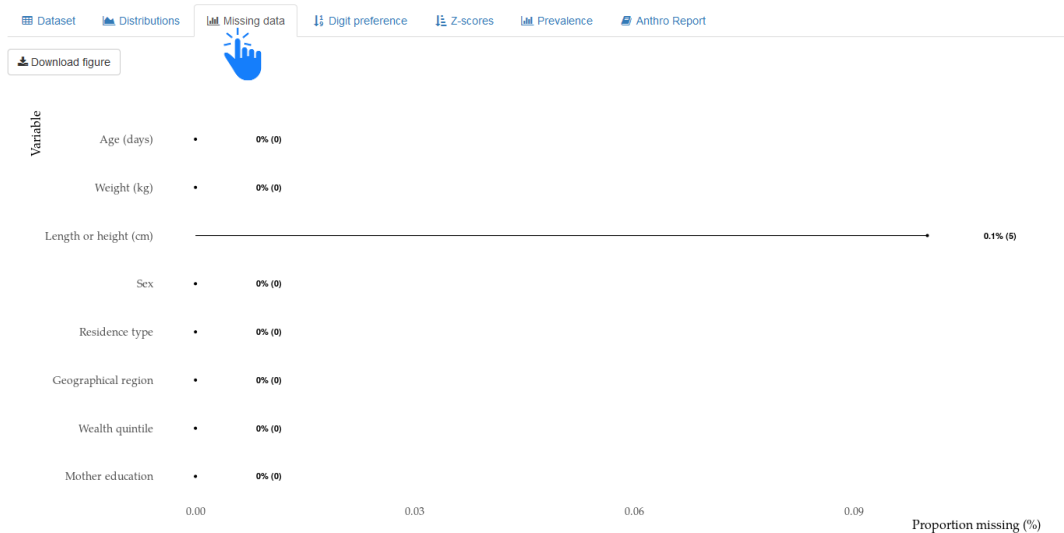 Dataset Distributions Missing data Digit preference Z-scores Prevalence Anthro Report
Download figure
Variable
Age (days) 0% (0)
Weight (kg) 0% (0)
Length or height (cm) 0.1% (5)
Sex 0% (0)
Residence type 0% (0)
Geographical region 0% (0)
Wealth quintile 0% (0)
Mother education 0% (0)
0.00 0.03 0.06 0.09
Proportion missing (%)